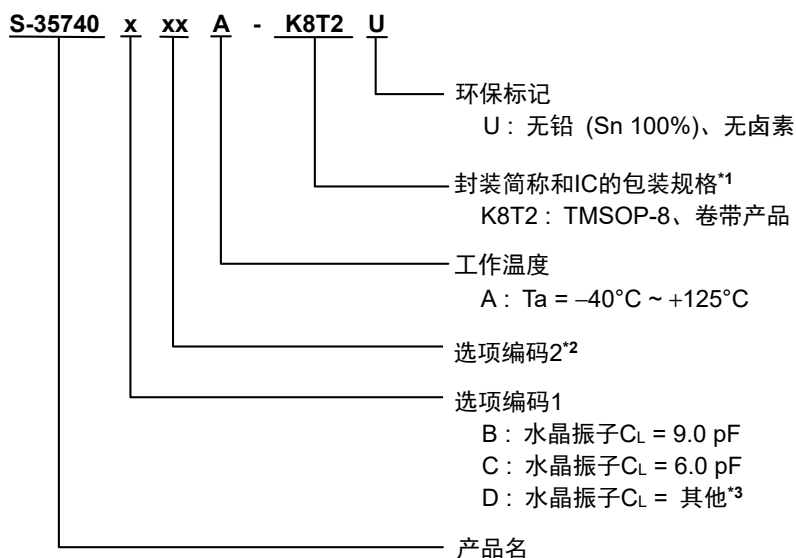 S-35740 x xx A - K8T2 U
环保标记
U : 无铅 (Sn 100%)、无卤素
封装简称和IC的包装规格*1
K8T2 : TMSOP-8、卷带产品
工作温度
A : Ta = −40°C ~ +125°C
选项编码2*2
选项编码1
B : 水晶振子CL = 9.0 pF
C : 水晶振子CL = 6.0 pF
D : 水晶振子CL = 其他*3
产品名